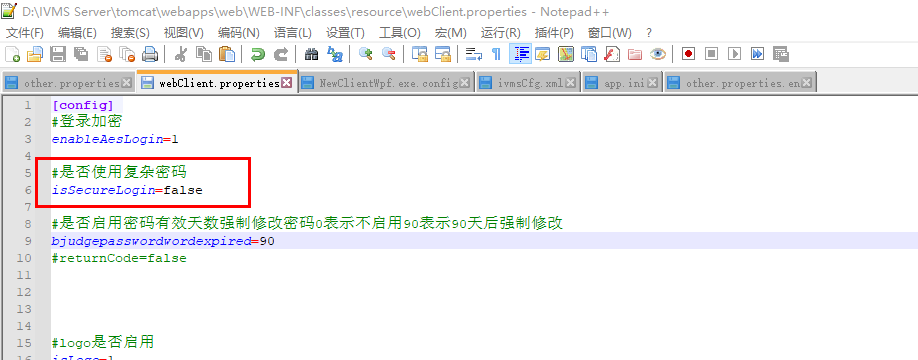 D:\IVMS Server\tomcat\webapps\web\WEB-INF\classes\resource\webClient.properties - Notepad++
文件(F) 编辑(E) 搜索(S) 视图(V) 编码(N) 语言(L) 设置(T) 工具(O) 宏(M) 运行(R) 插件(P) 窗口(W) ?
other.properties webClient.properties NewClientWpf.exe.config ivmsCfg.xml app.ini other.properties.en
1 [config]
2 #登录加密
3 enableAesLogin=1
4
5 #是否使用复杂密码
6 isSecureLogin=false
7
8 #是否启用密码有效天数强制修改密码0表示不启用90表示90天后强制修改
9 bjudgepasswordwordexpired=90
10 #returnCode=false
11
12
13
14
15 #logo是否启用
16 isLogo=1